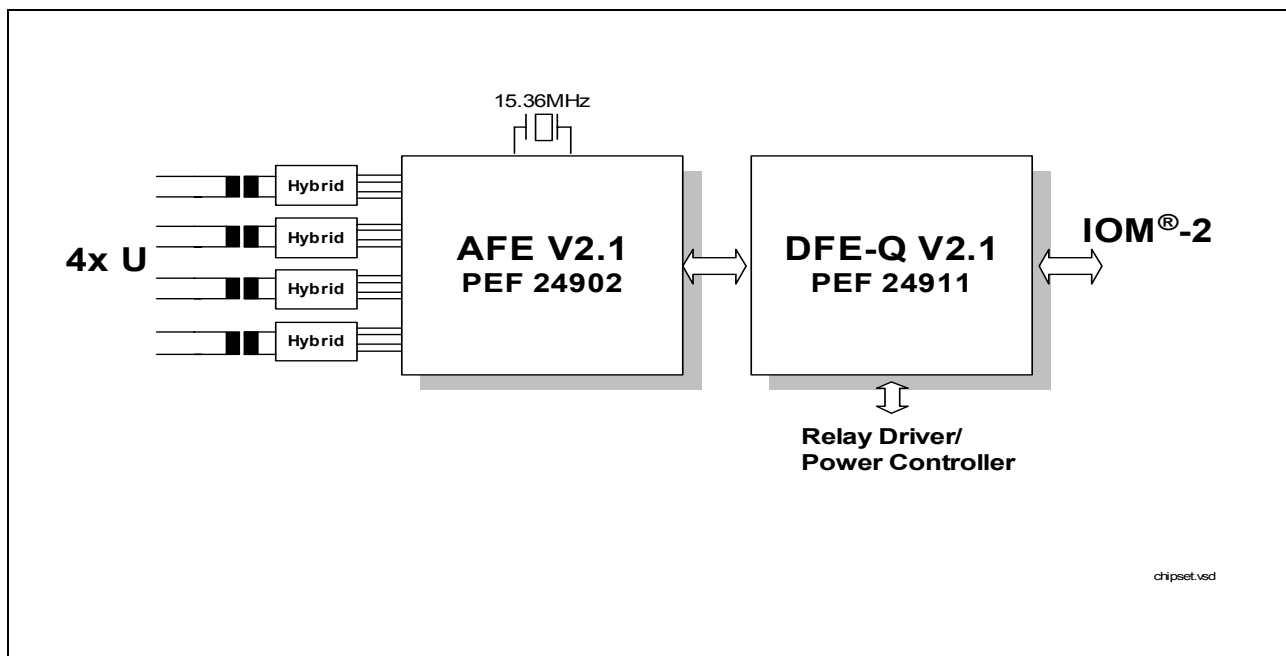 15.36MHz
4x U
Hybrid
Hybrid
Hybrid
Hybrid
AFE V2.1
PEF 24902
DFE-Q V2.1
PEF 24911
IOM®-2
Relay Driver/
Power Controller
chipset.vsd